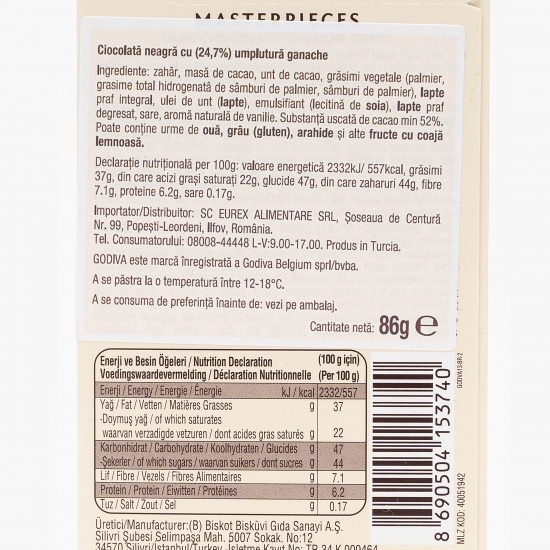 MASTERPIECES
Ciocolată neagră cu (24,7%) umplutură ganache
Ingrediente: zahăr, masă de cacao, unt de cacao, grăsimi vegetale (palmier,
grasime total hidrogenată de sâmburi de palmier, sâmburi de palmier), lapte
praf integral, ulei de unt (lapte), emulsifiant (lecitină de soia), lapte praf
degresat, sare, aromă naturală de vanilie. Substanță uscată de cacao min 52%.
Poate conține urme de ouă, grâu (gluten), arahide și alte fructe cu coajă
lemnoasă.
Declarație nutrițională per 100g: valoare energetică 2332kJ/ 557kcal, grăsimi
37g, din care acizi grași saturați 22g, glucide 47g, din care zaharuri 44g, fibre
7.1g, proteine 6.2g, sare 0.17g.
Importator/Distribuitor: SC EUREX ALIMENTARE SRL, Șoseaua de Centură
Nr. 99, Popești-Leordeni, Ilfov, România.
Tel. Consumatorului: 08008-44448 L-V:9.00-17.00. Produs in Turcia.
GODIVA este marcă înregistrată a Godiva Belgium sprl/bvba.
A se păstra la o temperatură între 12-18°C.
A se consuma de preferință înainte de: vezi pe ambalaj.
Cantitate netă: 86g ℮
Enerji ve Besin Öğeleri / Nutrition Declaration (100 g için)
Voedingswaardevermelding / Déclaration Nutritionnelle (Per 100 g)
Enerji / Energy / Energie / Énergie kJ / kcal 2332/557
Yağ / Fat / Vetten / Matières Grasses g 37
-Doymuş yağ / of which saturates
waarvan verzadigde vetzuren / dont acides gras saturés g 22
Karbonhidrat / Carbohydrate / Koolhydraten / Glucides g 47
-Şekerler / of which sugars / waarvan suikers / dont sucres g 44
Lif / Fibre / Vezels / Fibres Alimentaires g 7.1
Protein / Protein / Eiwitten / Protéines g 6.2
Tuz / Salt / Zout / Sel g 0.17
Üretici/Manufacturer:(B) Biskot Bisküvi Gıda Sanayi A.Ş.
Silivri Şubesi Selimpaşa Mah. 5007 Sokak. No:12
34570 Silivri/İstanbul/Turkey İşletme Kayıt No: TR 34 K 009464
8 690504 153740
MLZ KOD: 40051942